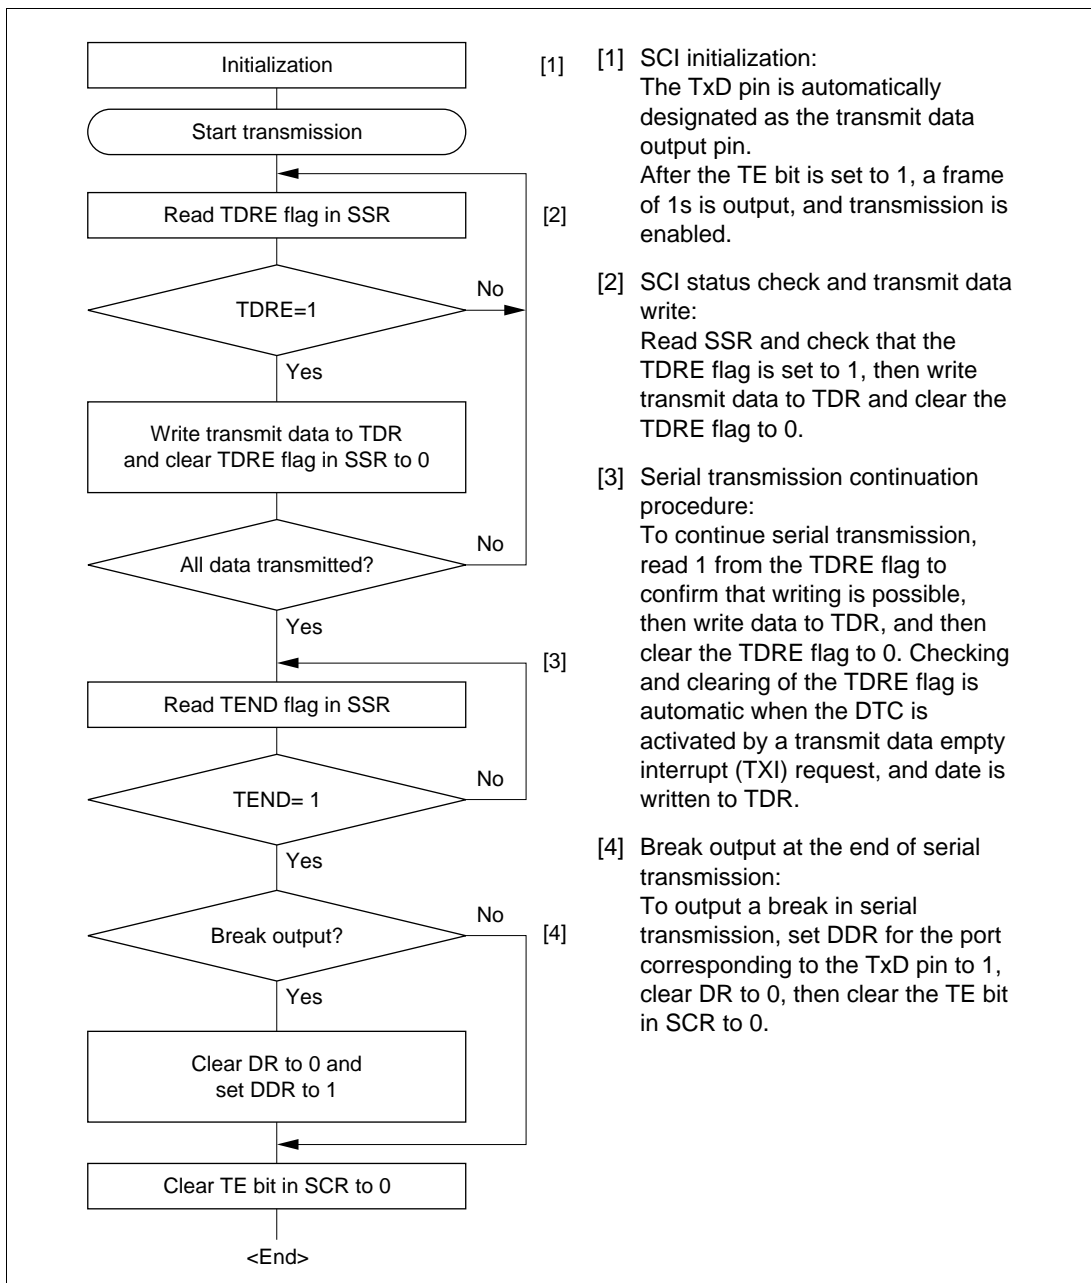 Initialization
[1]
Start transmission
Read TDRE flag in SSR
[2]
TDRE=1
No
Yes
Write transmit data to TDR
and clear TDRE flag in SSR to 0
All data transmitted?
No
Yes
[3]
Read TEND flag in SSR
TEND= 1
No
Yes
Break output?
No
[4]
Yes
Clear DR to 0 and
set DDR to 1
Clear TE bit in SCR to 0
<End>
[1] SCI initialization:
The TxD pin is automatically
designated as the transmit data
output pin.
After the TE bit is set to 1, a frame
of 1s is output, and transmission is
enabled.
[2] SCI status check and transmit data
write:
Read SSR and check that the
TDRE flag is set to 1, then write
transmit data to TDR and clear the
TDRE flag to 0.
[3] Serial transmission continuation
procedure:
To continue serial transmission,
read 1 from the TDRE flag to
confirm that writing is possible,
then write data to TDR, and then
clear the TDRE flag to 0. Checking
and clearing of the TDRE flag is
automatic when the DTC is
activated by a transmit data empty
interrupt (TXI) request, and date is
written to TDR.
[4] Break output at the end of serial
transmission:
To output a break in serial
transmission, set DDR for the port
corresponding to the TxD pin to 1,
clear DR to 0, then clear the TE bit
in SCR to 0.